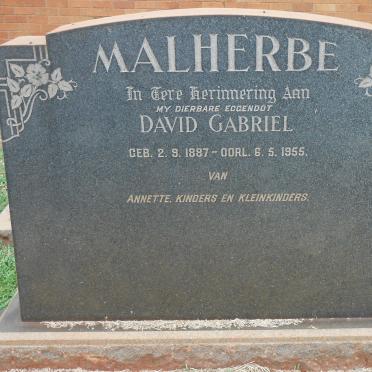 MALHERBE
In Tere Herinnering Aan
MY DIERBARE EGGENOOT
DAVID GABRIEL
GEB. 2. 9. 1887 - OORL. 6. 5. 1955.
VAN
ANNETTE, KINDERS EN KLEINKINDERS.